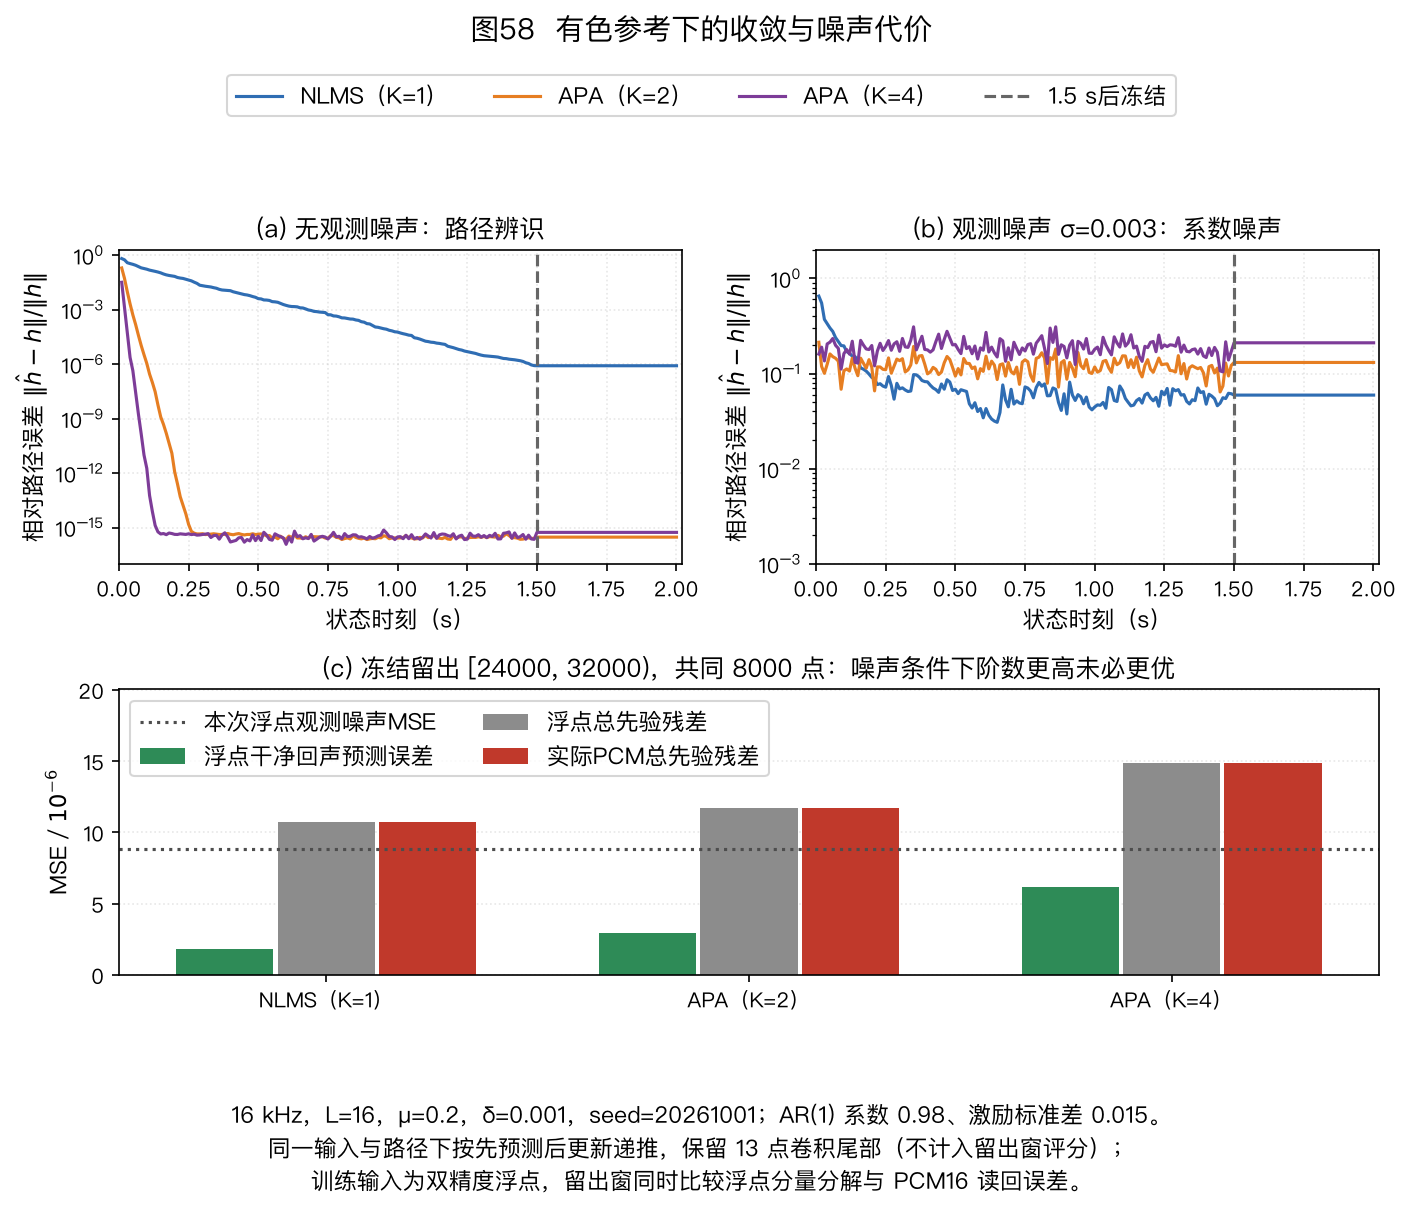 图58 有色参考下的收敛与噪声代价
NLMS（K=1） APA（K=2） APA（K=4） 1.5 s后冻结
(a) 无观测噪声：路径辨识
相对路径误差 ‖ĥ − h‖/‖h‖
10⁰
10⁻³
10⁻⁶
10⁻⁹
10⁻¹²
10⁻¹⁵
0.00 0.25 0.50 0.75 1.00 1.25 1.50 1.75 2.00
状态时刻（s）
(b) 观测噪声 σ=0.003：系数噪声
相对路径误差 ‖ĥ − h‖/‖h‖
10⁰
10⁻¹
10⁻²
10⁻³
0.00 0.25 0.50 0.75 1.00 1.25 1.50 1.75 2.00
状态时刻（s）
(c) 冻结留出 [24000, 32000)，共同 8000 点：噪声条件下阶数更高未必更优
MSE / 10⁻⁶
20
15
10
5
0
本次浮点观测噪声MSE 浮点总先验残差
浮点干净回声预测误差 实际PCM总先验残差
NLMS（K=1） APA（K=2） APA（K=4）
16 kHz，L=16，μ=0.2，δ=0.001，seed=20261001；AR(1) 系数 0.98、激励标准差 0.015。
同一输入与路径下按先预测后更新递推，保留 13 点卷积尾部（不计入留出窗评分）；
训练输入为双精度浮点，留出窗同时比较浮点分量分解与 PCM16 读回误差。